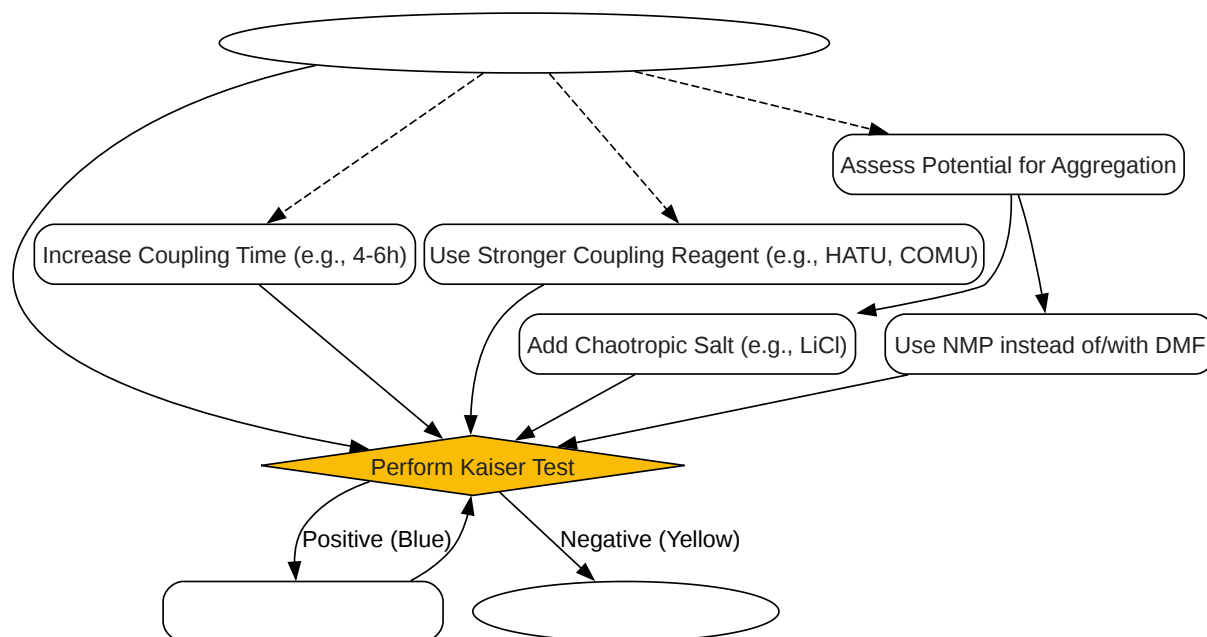 Assess Potential for Aggregation
Increase Coupling Time (e.g., 4-6h)
Use Stronger Coupling Reagent (e.g., HATU, COMU)
Add Chaotropic Salt (e.g., LiCl)
Use NMP instead of/with DMF
Perform Kaiser Test
Positive (Blue)
Negative (Yellow)